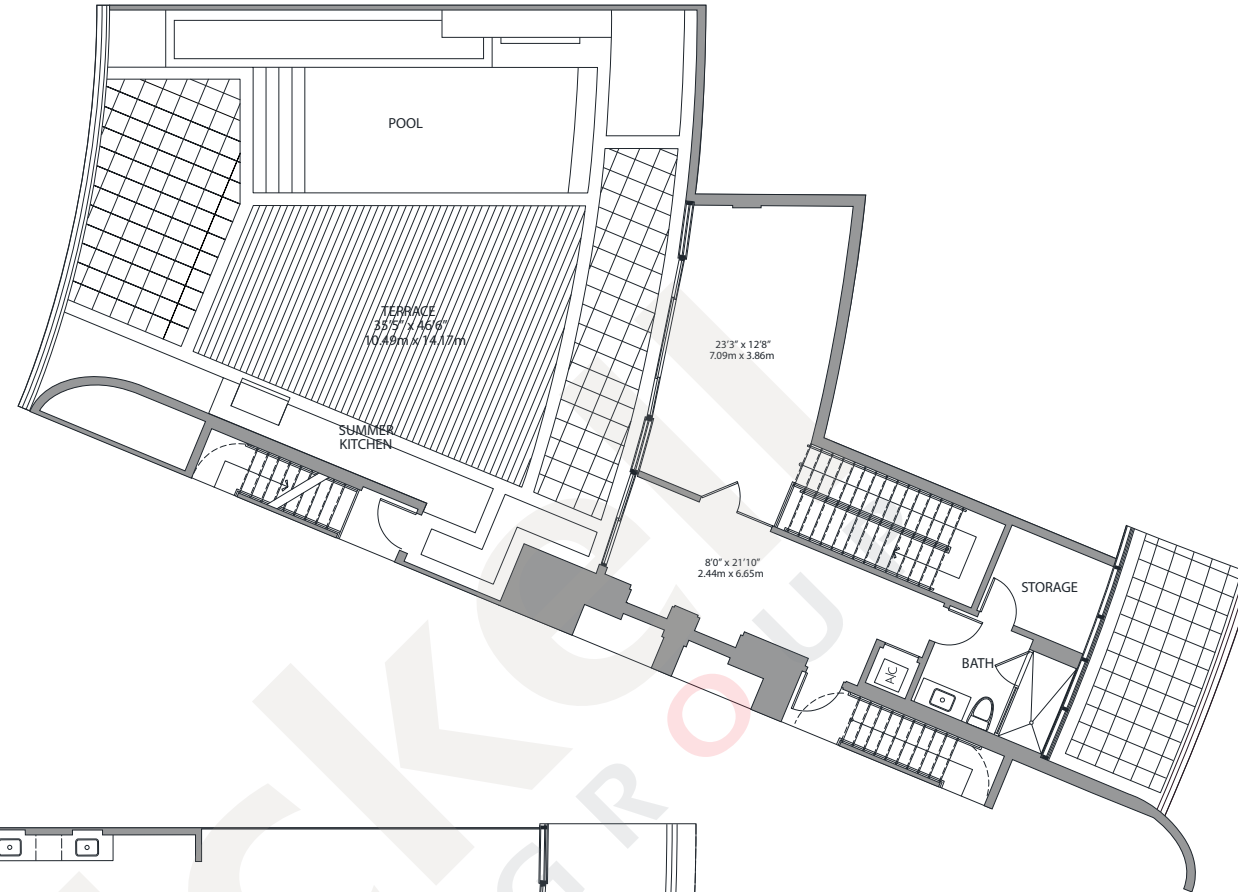 POOL
TERRACE
35'5" x 46'6"
10.49m x 14.17m
23'3" x 12'8"
7.09m x 3.86m
SUMMER
KITCHEN
8'0" x 21'10"
2.44m x 6.65m
STORAGE
BATH
A/C
GROU